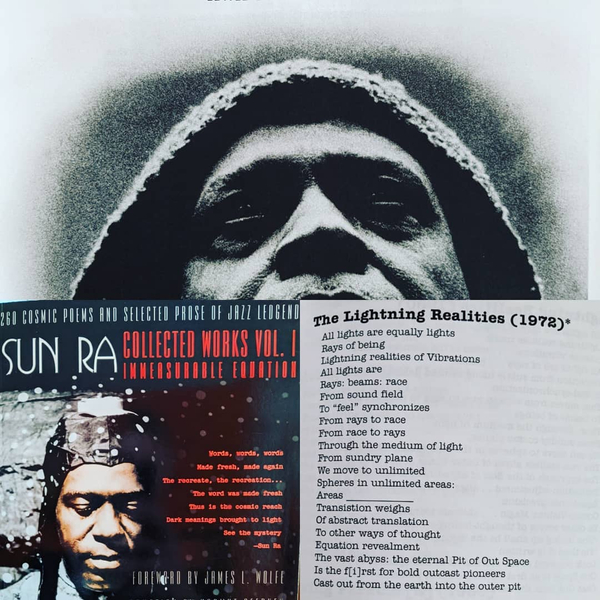 260 COSMIC POEMS AND SELECTED PROSE OF JAZZ LEDGEND
SUN RA
COLLECTED WORKS VOL. I
IMMEASURABLE EQUATION
Words, words, words
Made fresh, made again
The recreate, the recreation...
The word was made fresh
Thus is the cosmic reach
Dark meanings brought to light
See the mystery
—Sun Ra
FOREWORD BY JAMES L. WOLFE
The Lightning Realities (1972)*
All lights are equally lights
Rays of being
Lightning realities of Vibrations
All lights are
Rays: beams: race
From sound field
To "feel" synchronizes
From rays to race
From race to rays
Through the medium of light
From sundry plane
We move to unlimited
Spheres in unlimited areas:
Areas ____________
Transistion weighs
Of abstract translation
To other ways of thought
Equation revealment
The vast abyss: the eternal Pit of Out Space
Is the f[i]rst for bold outcast pioneers
Cast out from the earth into the outer pit